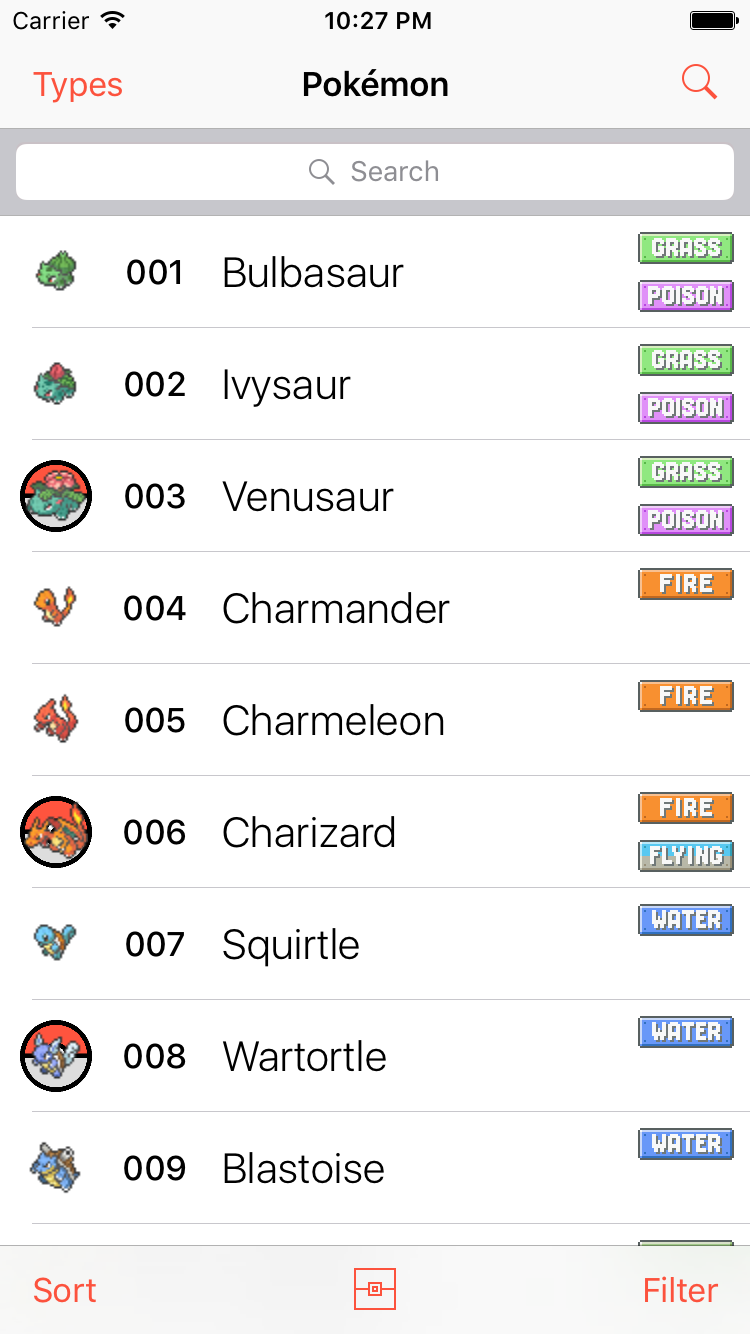 Carrier 10:27 PM
Types Pokémon
Search
001 Bulbasaur GRASS
POISON
002 Ivysaur GRASS
POISON
003 Venusaur GRASS
POISON
004 Charmander FIRE
005 Charmeleon FIRE
006 Charizard FIRE
FLYING
007 Squirtle WATER
008 Wartortle WATER
009 Blastoise WATER
Sort Filter